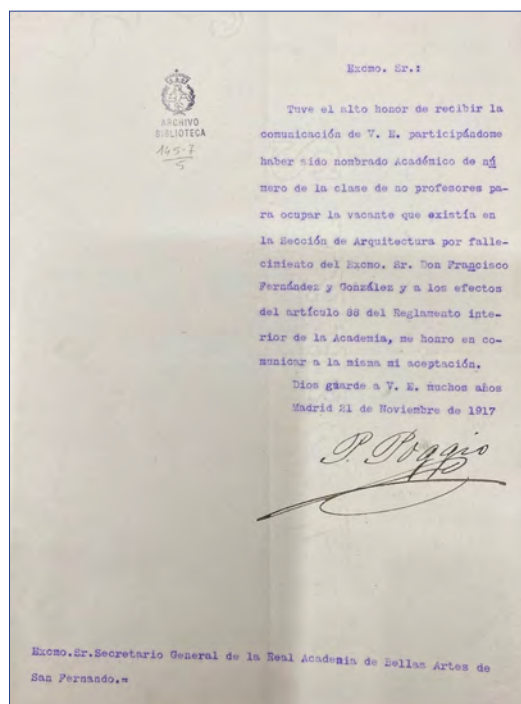 ARCHIVO
BIBLIOTECA
145-7
5
Excmo. Sr.:
Tuve el alto honor de recibir la
comunicación de V. E. participándome
haber sido nombrado Académico de nú
mero de la clase de no profesores pa-
ra ocupar la vacante que existía en
la Sección de Arquitectura por falle-
cimiento del Excmo. Sr. Don Francisco
Fernández y González y a los efectos
del artículo 88 del Reglamento inte-
rior de la Academia, me honro en co-
municar a la misma mi aceptación.
Dios guarde a V. E. muchos años
Madrid 21 de Noviembre de 1917
P. Poggio
Excmo.Sr.Secretario General de la Real Academia de Bellas Artes de
San Fernando.=